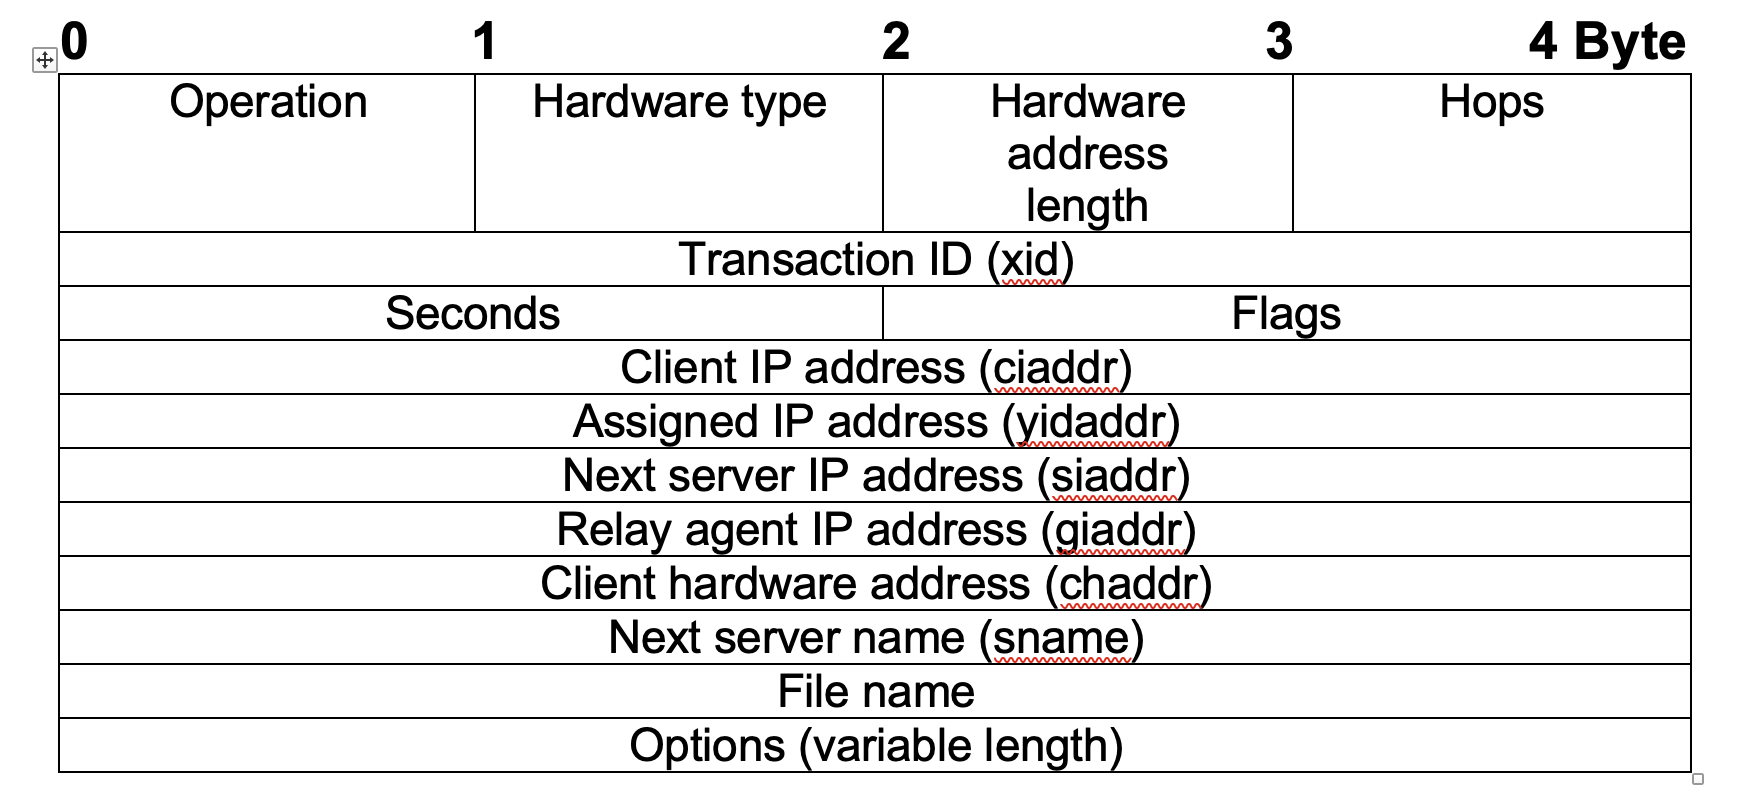 0 1 2 3 4 Byte
Operation Hardware type Hardware Hops
address
length
Transaction ID (xid)
Seconds Flags
Client IP address (ciaddr)
Assigned IP address (yidaddr)
Next server IP address (siaddr)
Relay agent IP address (giaddr)
Client hardware address (chaddr)
Next server name (sname)
File name
Options (variable length)